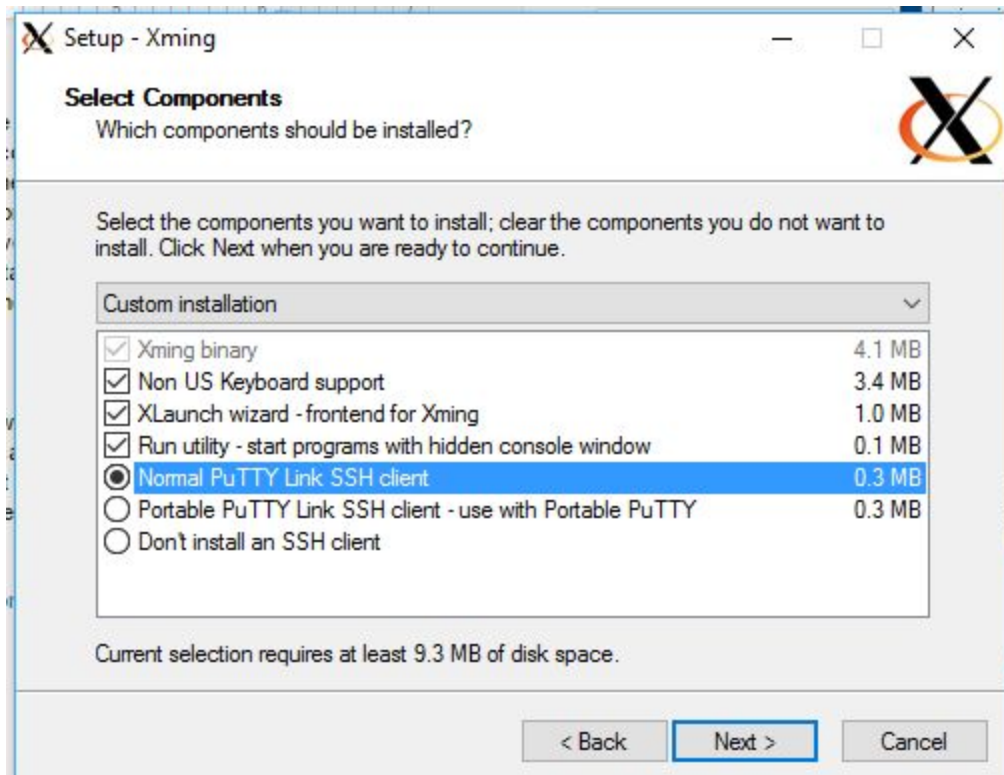 Setup - Xming
Select Components
Which components should be installed?
Select the components you want to install; clear the components you do not want to
install. Click Next when you are ready to continue.
Custom installation
Xming binary 4.1 MB
Non US Keyboard support 3.4 MB
XLaunch wizard - frontend for Xming 1.0 MB
Run utility - start programs with hidden console window 0.1 MB
Normal PuTTY Link SSH client 0.3 MB
Portable PuTTY Link SSH client - use with Portable PuTTY 0.3 MB
Don't install an SSH client
Current selection requires at least 9.3 MB of disk space.
< Back Next > Cancel